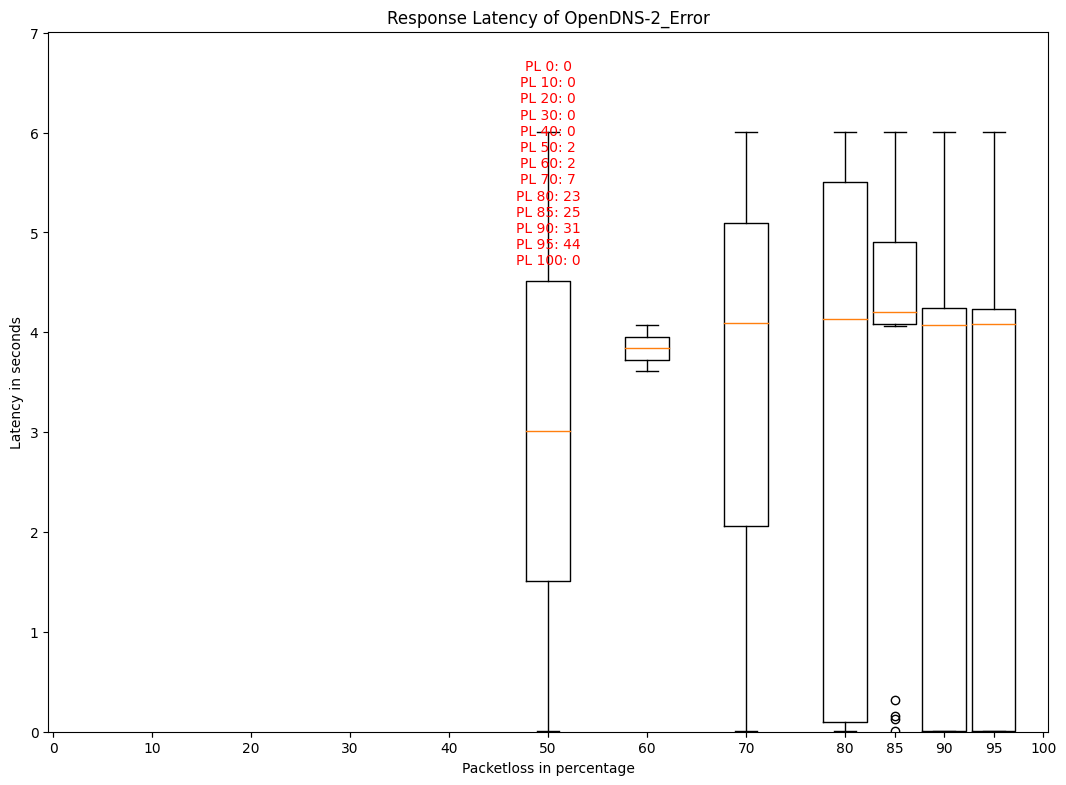 Response Latency of OpenDNS-2_Error
7
6
5
4
3
2
1
0
Latency in seconds
PL 0: 0
PL 10: 0
PL 20: 0
PL 30: 0
PL 40: 0
PL 50: 2
PL 60: 2
PL 70: 7
PL 80: 23
PL 85: 25
PL 90: 31
PL 95: 44
PL 100: 0
0 10 20 30 40 50 60 70 80 85 90 95 100
Packetloss in percentage